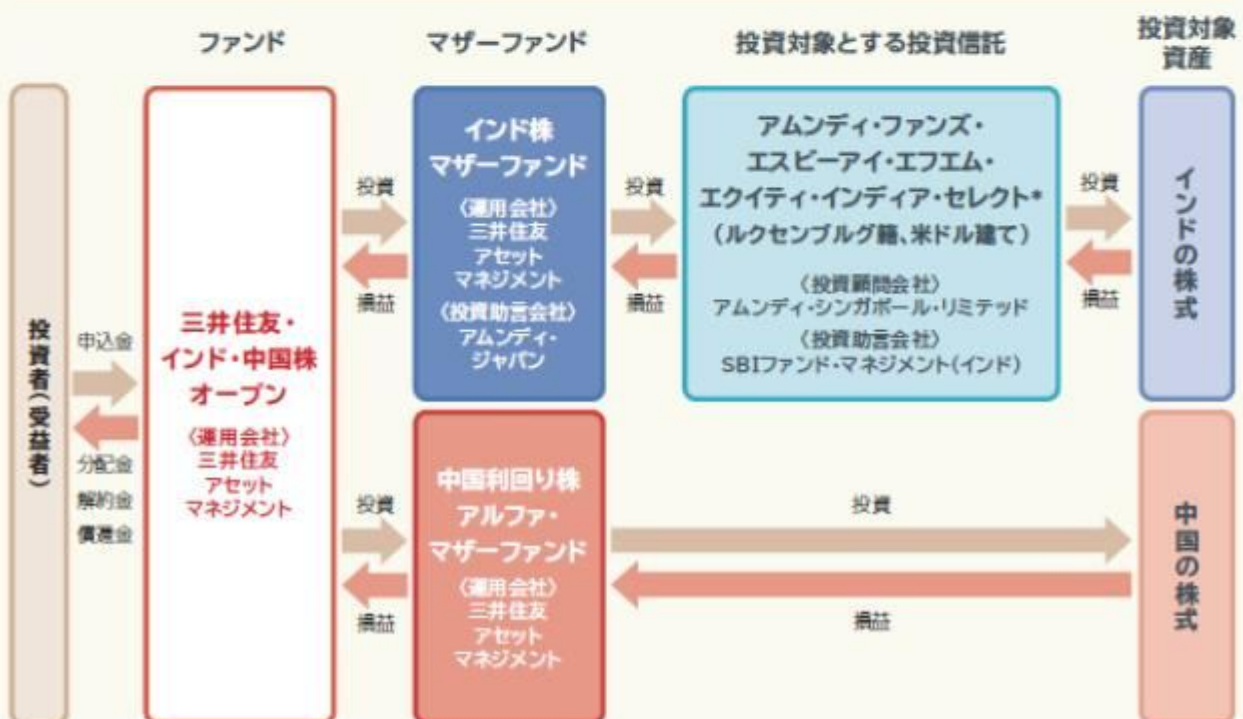 ファンド
マザーファンド
投資対象とする投資信託
投資対象
資産
投資者(受益者)
申込金
分配金
解約金
償還金
三井住友・
インド・中国株
オープン
〈運用会社〉
三井住友
アセット
マネジメント
投資
損益
インド株
マザーファンド
〈運用会社〉
三井住友
アセット
マネジメント
〈投資助言会社〉
アムンディ・
ジャパン
投資
損益
アムンディ・ファンズ・
エスビーアイ・エフエム・
エクイティ・インディア・セレクト*
(ルクセンブルグ籍、米ドル建て)
〈投資顧問会社〉
アムンディ・シンガポール・リミテッド
〈投資助言会社〉
SBIファンド・マネジメント(インド)
投資
損益
インドの株式
投資
損益
中国利回り株
アルファ・
マザーファンド
〈運用会社〉
三井住友
アセット
マネジメント
投資
損益
中国の株式